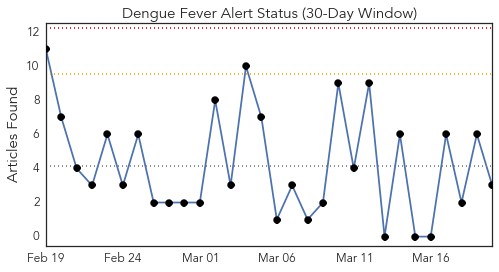 Dengue Fever Alert Status (30-Day Window)
Articles Found
12
10
8
6
4
2
0
Feb 19 Feb 24 Mar 01 Mar 06 Mar 11 Mar 16